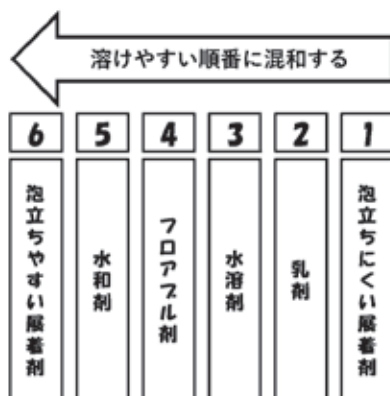 溶けやすい順番に混和する
1
泡立ちにくい展着剤
2
乳剤
3
水溶剤
4
フロアブル剤
5
水和剤
6
泡立ちやすい展着剤